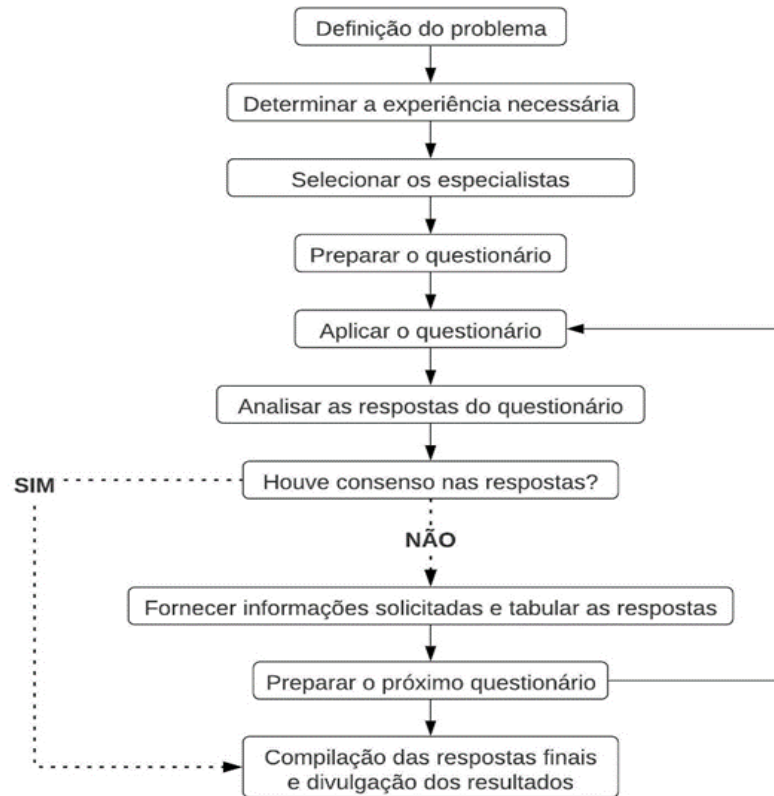 Definição do problema
Determinar a experiência necessária
Selecionar os especialistas
Preparar o questionário
Aplicar o questionário
Analisar as respostas do questionário
SIM
Houve consenso nas respostas?
NÃO
Fornecer informações solicitadas e tabular as respostas
Preparar o próximo questionário
Compilação das respostas finais
e divulgação dos resultados